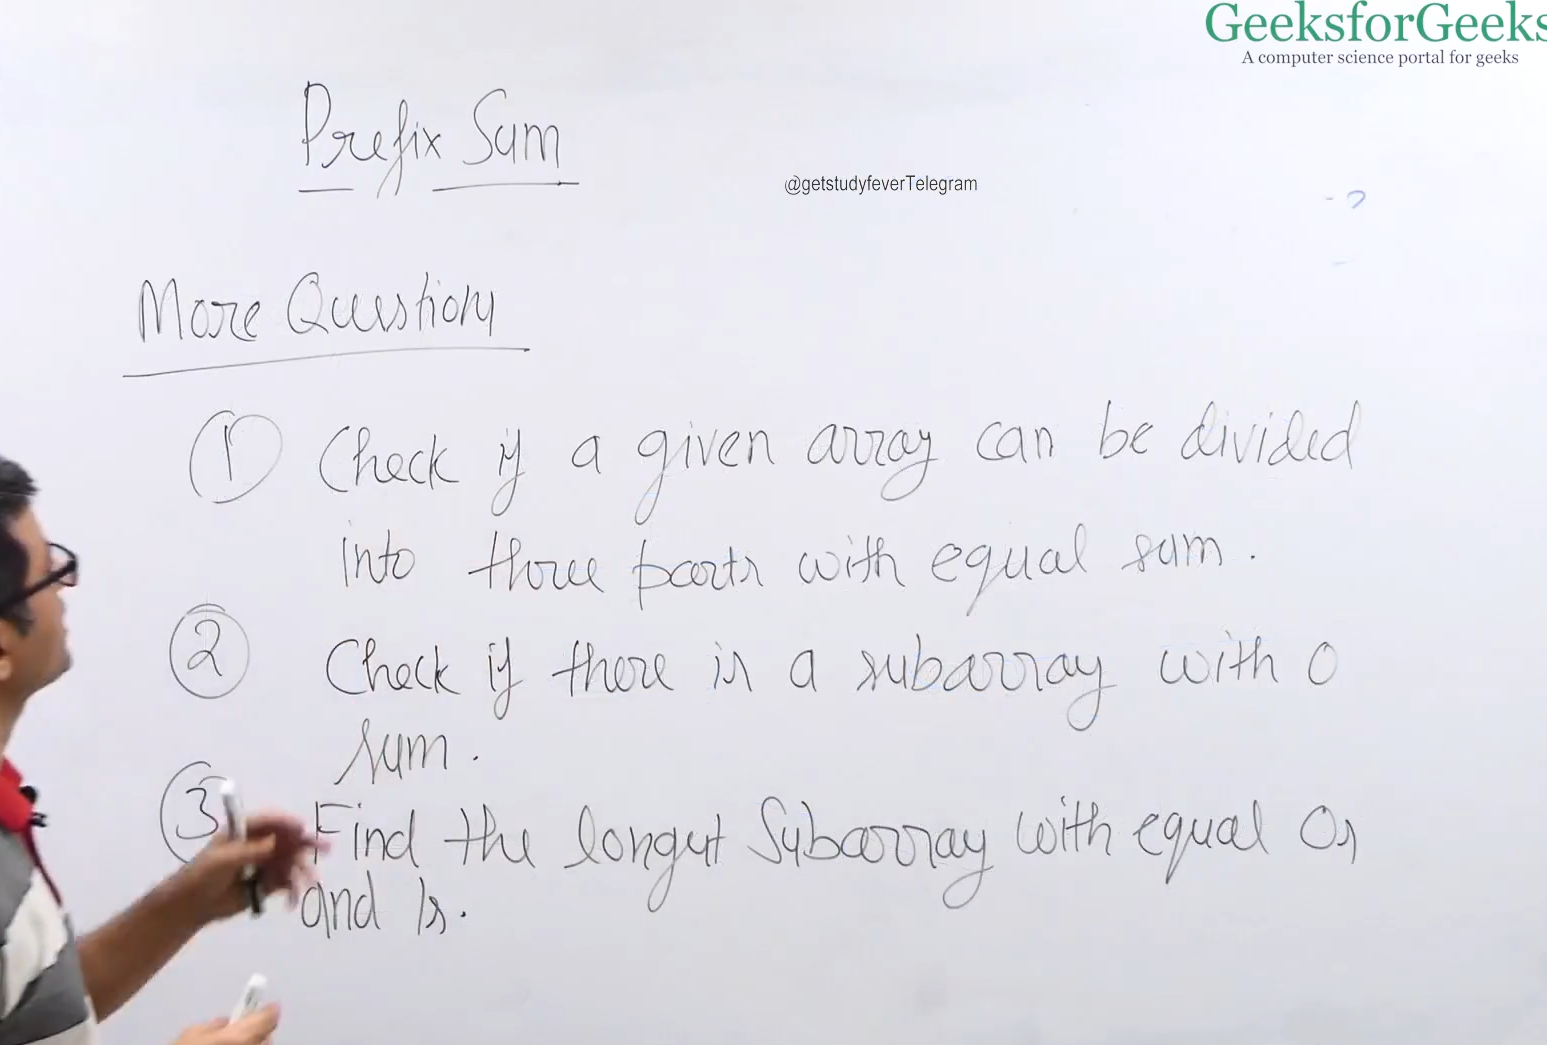 GeeksforGeeks
A computer science portal for geeks
Prefix Sum
@getstudyfeverTelegram
More Questions
① Check if a given array can be divided
into three parts with equal sum.
② Check if there is a subarray with 0
sum.
③ Find the longest Subarray with equal 0s
and 1s.